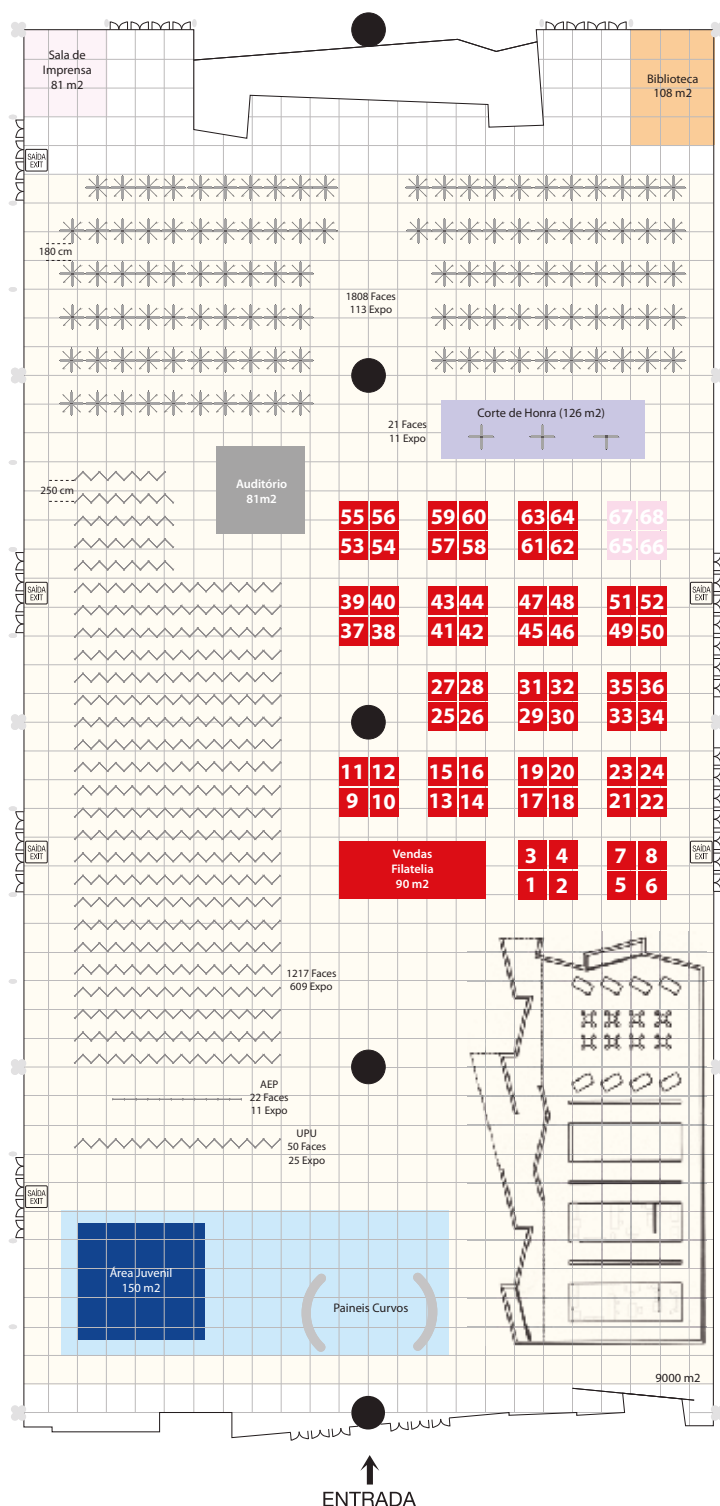 Sala de
Imprensa
81 m2
Biblioteca
108 m2
SAÍDA
EXIT
180 cm
1808 Faces
113 Expo
Corte de Honra (126 m2)
21 Faces
11 Expo
Auditório
81m2
250 cm
55 56 59 60 63 64 67 68
53 54 57 58 61 62 65 66
SAÍDA
EXIT
SAÍDA
EXIT
39 40 43 44 47 48 51 52
37 38 41 42 45 46 49 50
27 28 31 32 35 36
25 26 29 30 33 34
11 12 15 16 19 20 23 24
9 10 13 14 17 18 21 22
SAÍDA
EXIT
Vendas
Filatelia
90 m2
3 4 7 8
1 2 5 6
SAÍDA
EXIT
1217 Faces
609 Expo
AEP
22 Faces
11 Expo
UPU
50 Faces
25 Expo
SAÍDA
EXIT
Área Juvenil
150 m2
Paineis Curvos
9000 m2
ENTRADA